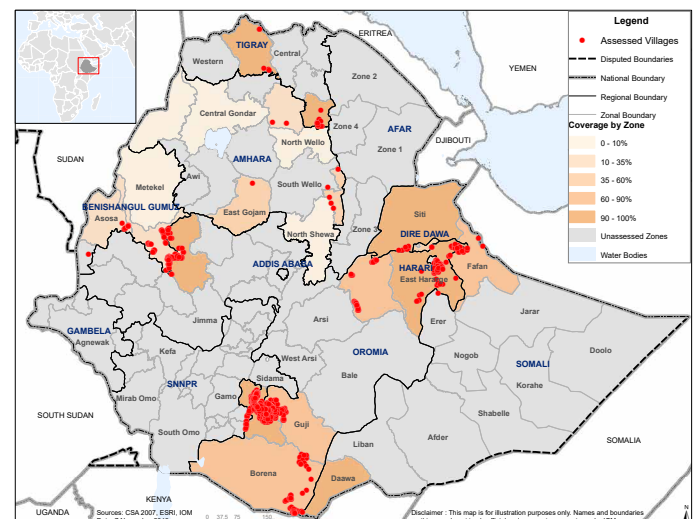 Legend
Assessed Villages
Disputed Boundaries
National Boundary
Regional Boundary
Zonal Boundary
Coverage by Zone
0 - 10%
10 - 35%
35 - 60%
60 - 90%
90 - 100%
Unassessed Zones
Water Bodies
ERITREA
YEMEN
TIGRAY
Western
Central
Zone 2
Central Gondar
Zone 4
AFAR
DJIBOUTI
SUDAN
North Wello
Zone 1
AMHARA
Metekel
Awi
South Wello
BENISHANGUL GUMUZ
Asosa
East Gojam
Siti
North Shewa
Zone 3
DIRE DAWA
ADDIS ABABA
HARARI
Fafan
East Hararge
Jarar
GAMBELA
Agnewak
Jimma
Arsi
Erer
Kefa
West Arsi
OROMIA
Nogob
Doolo
SOMALI
SNNPR
Sidama
Bale
Korahe
Mirab Omo
Gamo
SOUTH SUDAN
Guji
Shabelle
South Omo
Liban
Afder
SOMALIA
Borena
Daawa
KENYA
UGANDA
Sources: CSA 2007, ESRI, IOM
0 37.5 75 150
Disclaimer : This map is for illustration purposes only. Names and boundaries
N